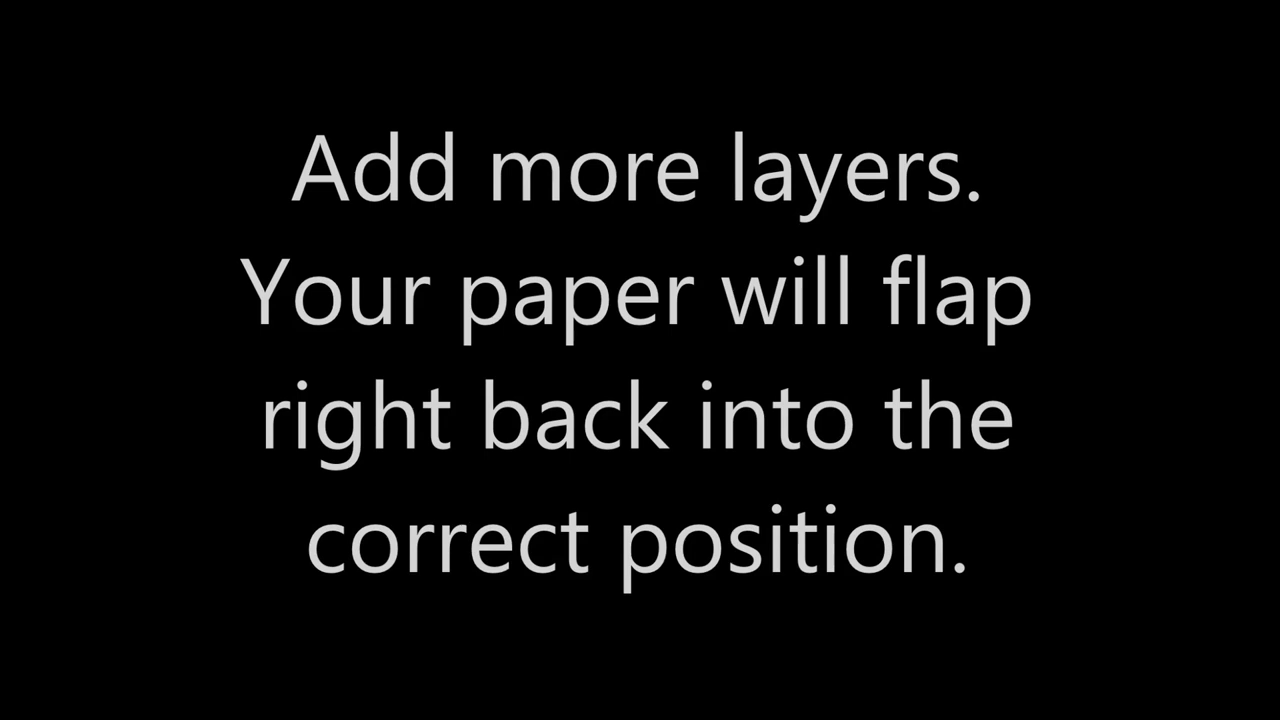 Add more layers.
Your paper will flap
right back into the
correct position.